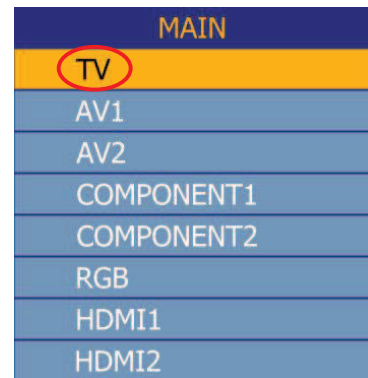 MAIN
TV
AV1
AV2
COMPONENT1
COMPONENT2
RGB
HDMI1
HDMI2